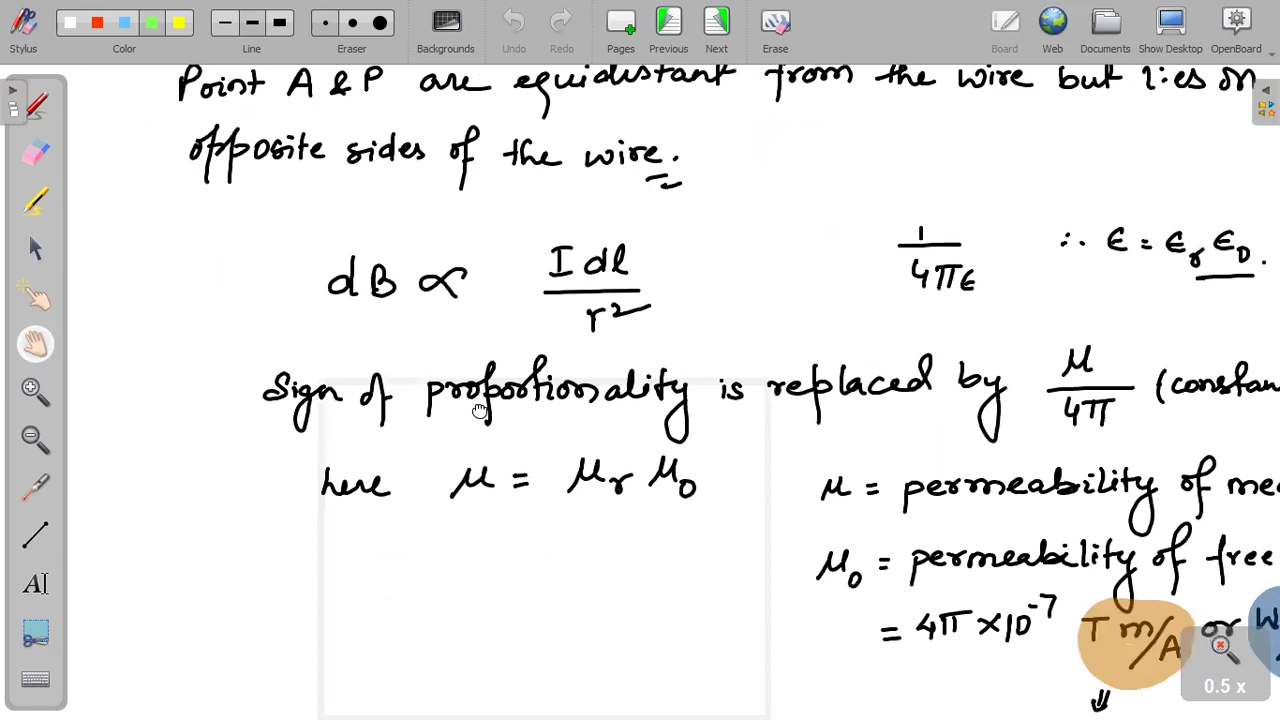 Stylus Color Line Eraser Backgrounds Undo Redo Pages Previous Next Erase Board Web Documents Show Desktop OpenBoard
Point A & P are equidistant from the wire but lies on
opposite sides of the wire.
dB ∝ I dl / r²
1 / 4πε ∴ ε = εr ε0.
Sign of proportionality is replaced by μ / 4π (constan
here μ = μr μ0
μ = permeability of me
μ0 = permeability of free
= 4π × 10⁻⁷ T m/A or W
⇓
0.5 x